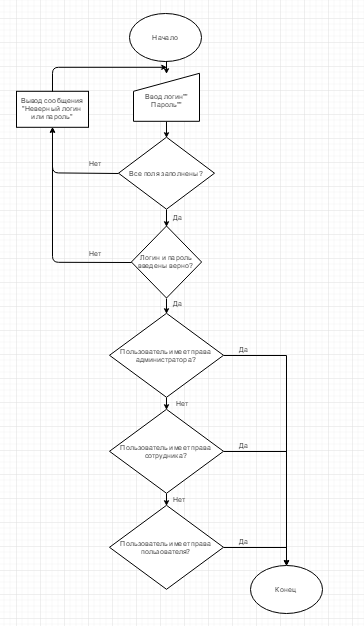 Начало
Вывод сообщения
"Неверный логин
или пароль"
Ввод логин""
Пароль""
Нет
Все поля заполнены?
Да
Нет
Логин и пароль
введены верно?
Да
Пользователь имеет права
администратора?
Да
Нет
Пользователь имеет права
сотрудника?
Да
Нет
Пользователь имеет права
пользователя?
Да
Конец